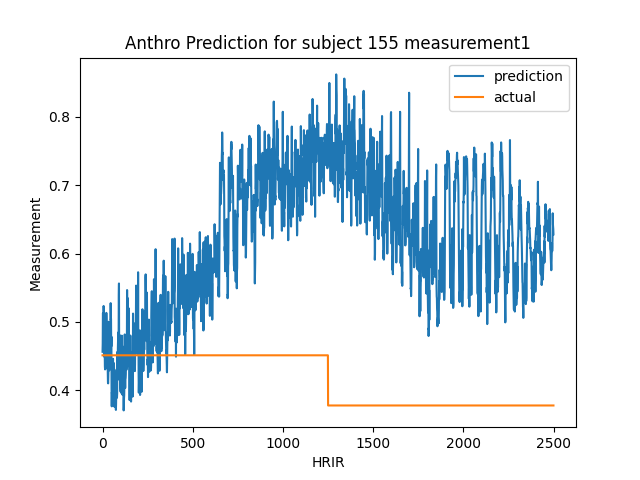 Anthro Prediction for subject 155 measurement1
prediction
actual
Measurement
0.8
0.7
0.6
0.5
0.4
0
500
1000
1500
2000
2500
HRIR